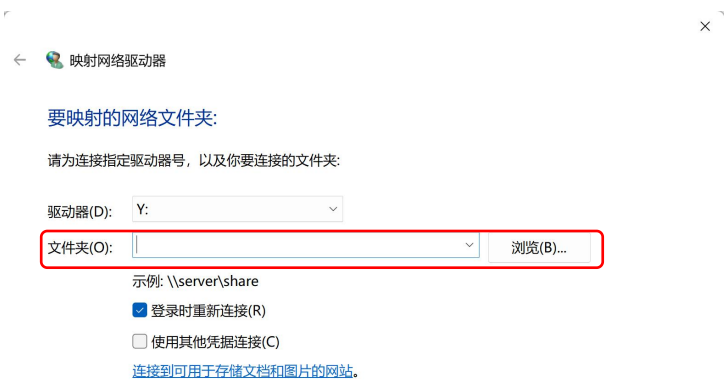 映射网络驱动器
要映射的网络文件夹:
请为连接指定驱动器号，以及你要连接的文件夹:
驱动器(D): Y:
文件夹(O): 浏览(B)...
示例: \\server\share
登录时重新连接(R)
使用其他凭据连接(C)
连接到可用于存储文档和图片的网站。